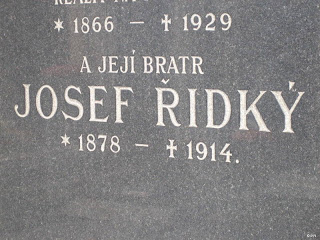 * 1866 – † 1929
A JEJÍ BRATR
JOSEF ŘIDKÝ
* 1878 – † 1914.